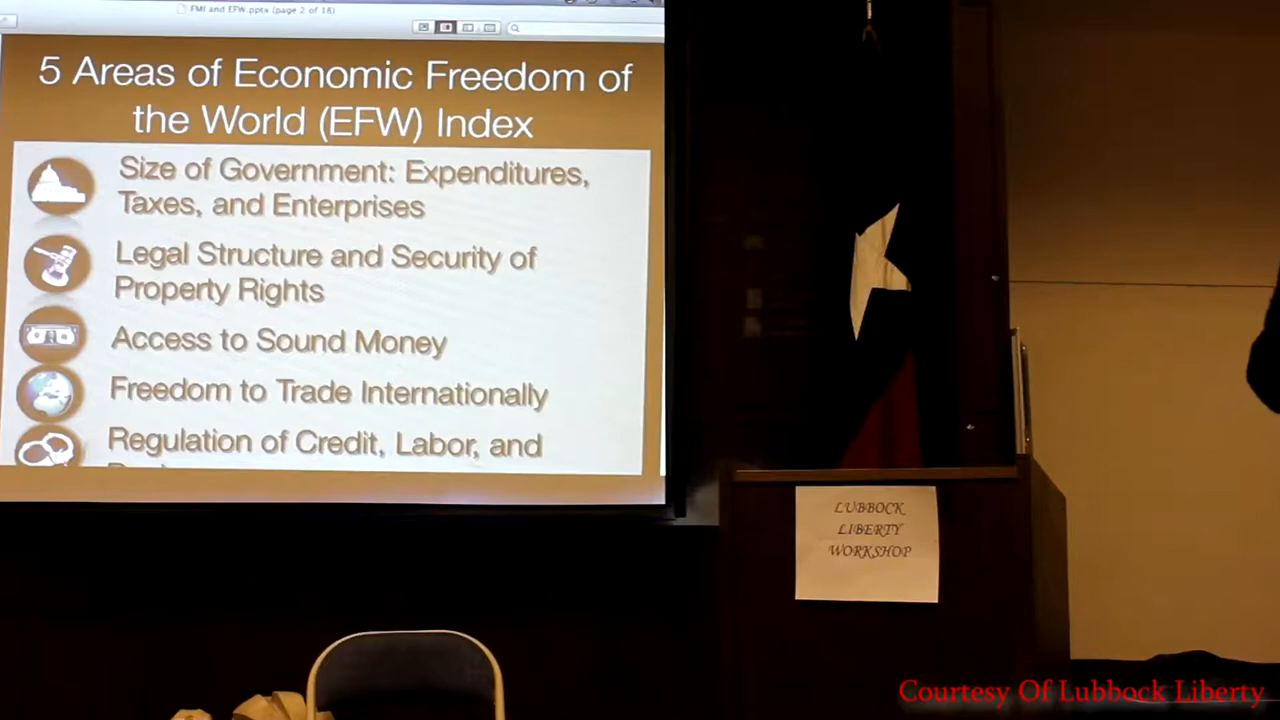 FMI and EFW.pptx (page 2 of 18)
5 Areas of Economic Freedom of
the World (EFW) Index
Size of Government: Expenditures,
Taxes, and Enterprises
Legal Structure and Security of
Property Rights
Access to Sound Money
Freedom to Trade Internationally
Regulation of Credit, Labor, and
LUBBOCK
LIBERTY
WORKSHOP
Courtesy Of Lubbock Liberty